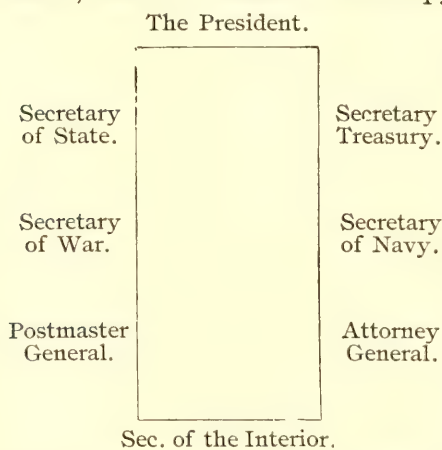 The President.
Secretary
of State.
Secretary
Treasury.
Secretary
of War.
Secretary
of Navy.
Postmaster
General.
Attorney
General.
Sec. of the Interior.